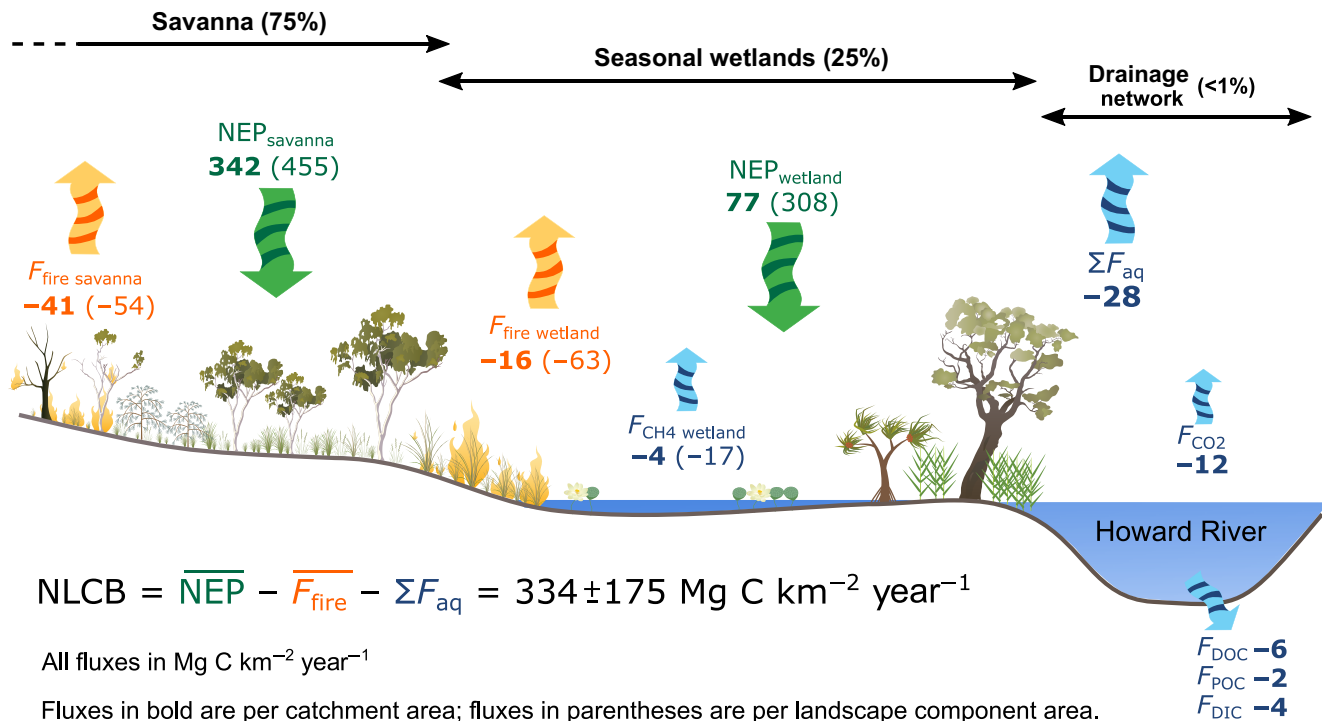 Savanna (75%)
Seasonal wetlands (25%)
Drainage network (<1%)
NEPsavanna
342 (455)
NEPwetland
77 (308)
Ffire savanna
−41 (−54)
Ffire wetland
−16 (−63)
ΣFaq
−28
FCH4 wetland
−4 (−17)
FCO2
−12
Howard River
NLCB = NEP − Ffire − ΣFaq = 334±175 Mg C km⁻² year⁻¹
All fluxes in Mg C km⁻² year⁻¹
Fluxes in bold are per catchment area; fluxes in parentheses are per landscape component area.
FDOC −6
FPOC −2
FDIC −4